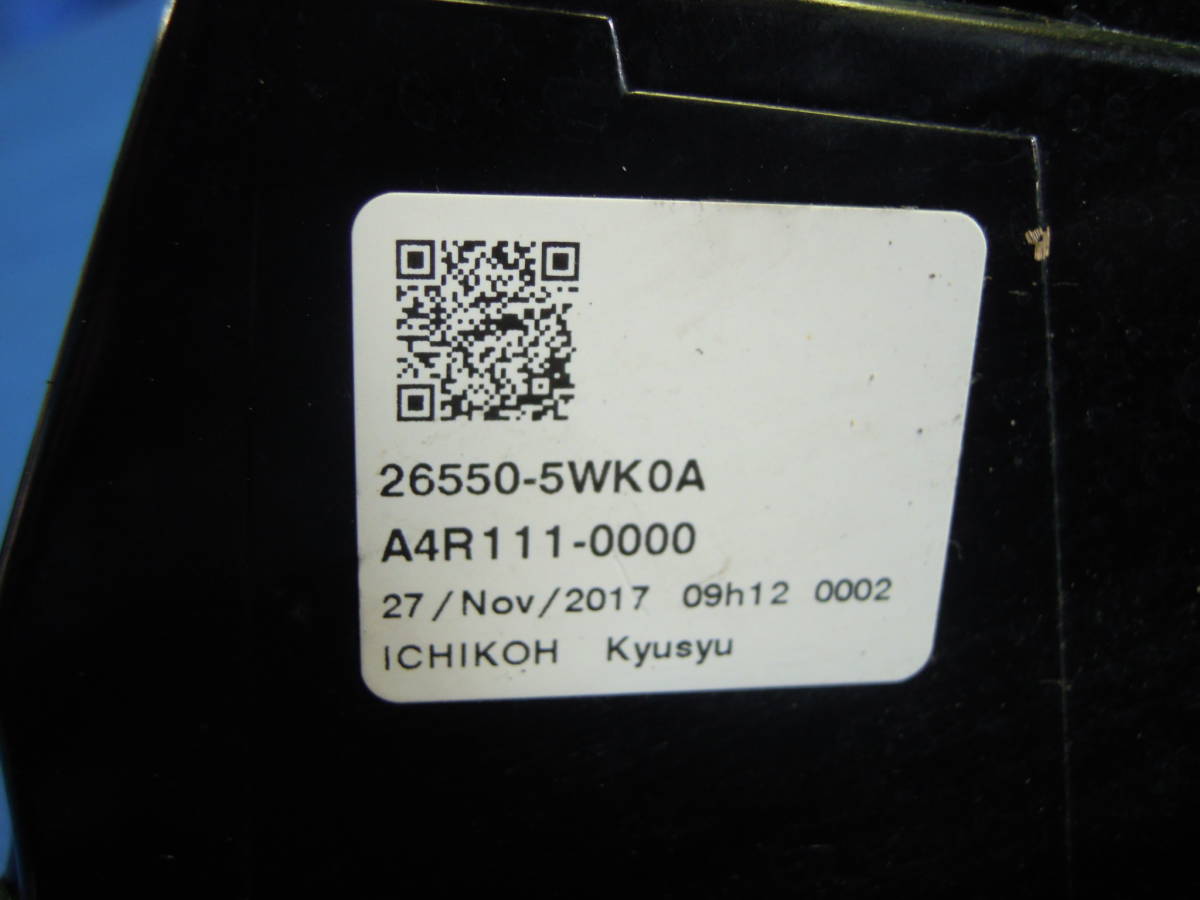 26550-5WK0A
A4R111-0000
27/Nov/2017 09h12 0002
ICHIKOH Kyusyu